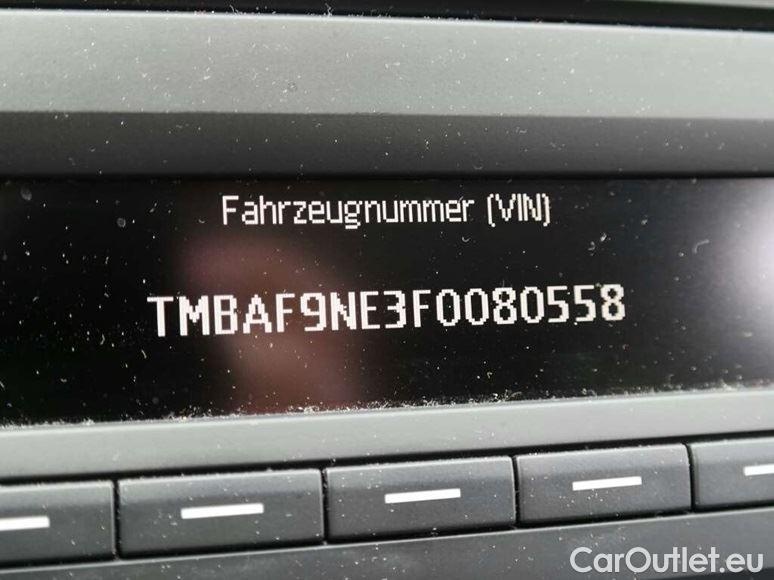 Fahrzeugnummer (VIN)
TMBAF9NE3F0080558
CarOutlet.eu